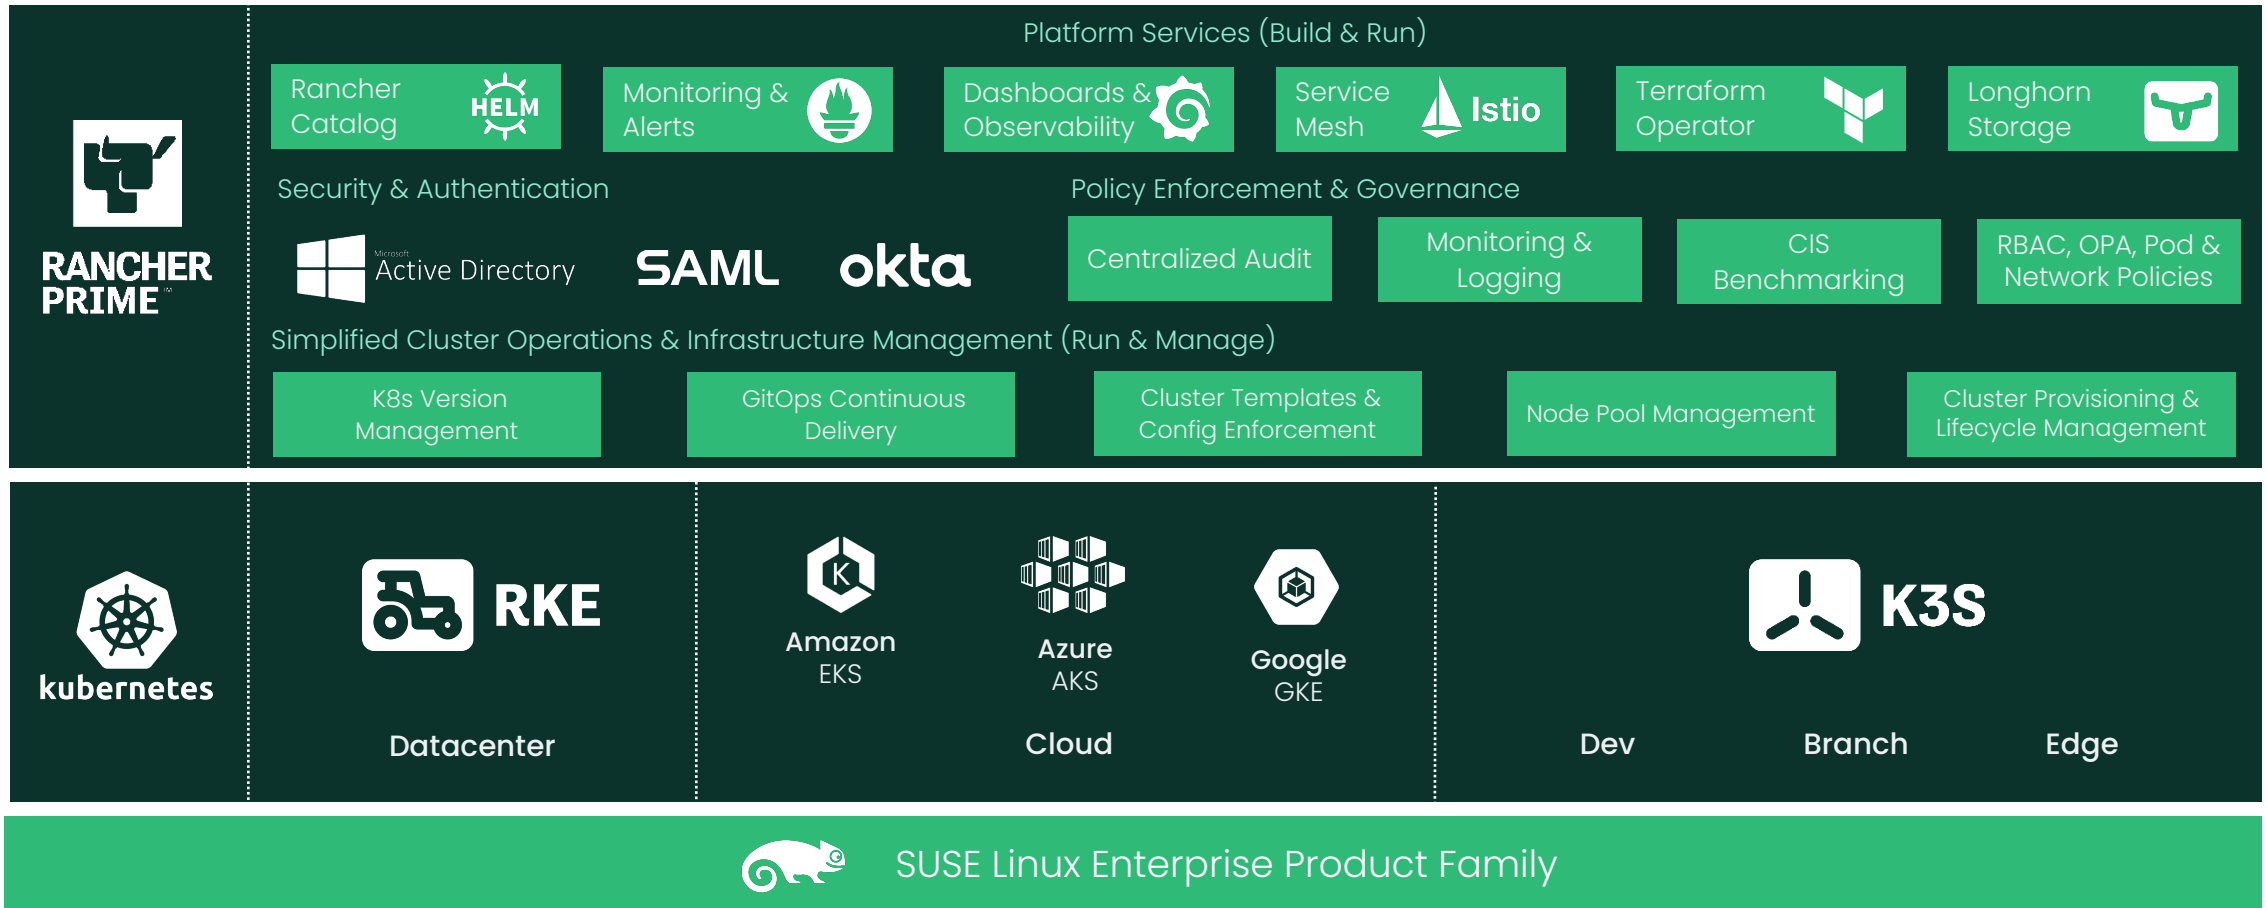 Platform Services (Build & Run)
Rancher
Catalog
HELM
Monitoring &
Alerts
Dashboards &
Observability
Service
Mesh
Istio
Terraform
Operator
Longhorn
Storage
RANCHER
PRIME™
Security & Authentication
Microsoft
Active Directory
SAML
okta
Policy Enforcement & Governance
Centralized Audit
Monitoring &
Logging
CIS
Benchmarking
RBAC, OPA, Pod &
Network Policies
Simplified Cluster Operations & Infrastructure Management (Run & Manage)
K8s Version
Management
GitOps Continuous
Delivery
Cluster Templates &
Config Enforcement
Node Pool Management
Cluster Provisioning &
Lifecycle Management
kubernetes
RKE
Datacenter
K
Amazon
EKS
Azure
AKS
Google
GKE
Cloud
K3S
Dev
Branch
Edge
SUSE Linux Enterprise Product Family